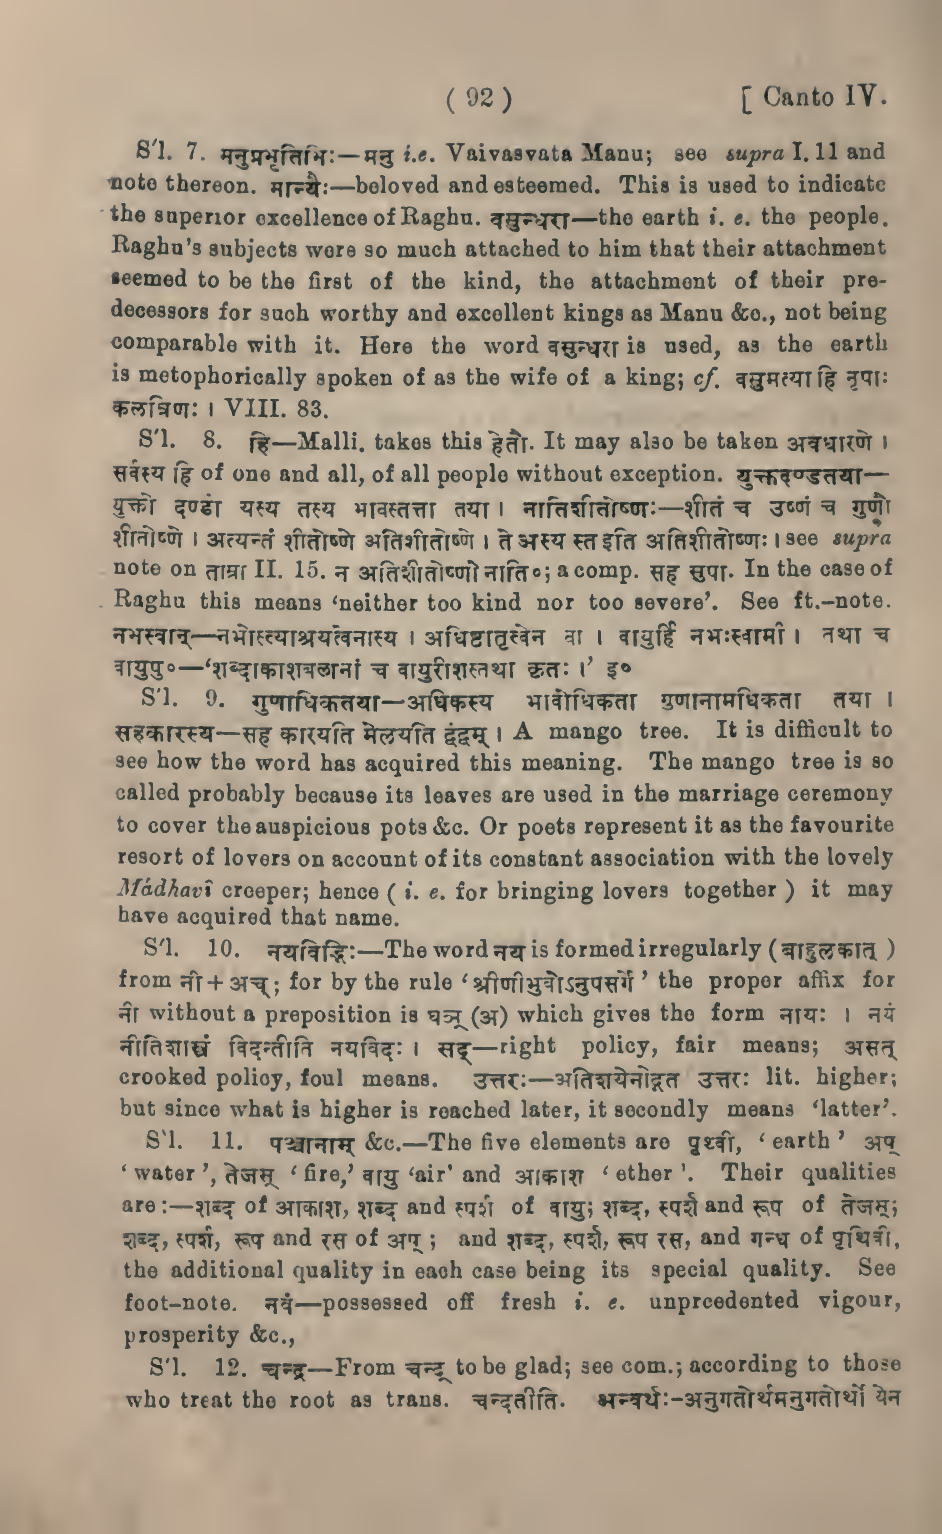 ( 92 ) [ Canto IV.
S'l. 7. मनुप्रभृतिभिः—मनु i.e. Vaivasvata Manu; see supra I. 11 and
note thereon. मान्यैः—beloved and esteemed. This is used to indicate
the superior excellence of Raghu. वसुन्धरा—the earth i. e. the people.
Raghu's subjects were so much attached to him that their attachment
seemed to be the first of the kind, the attachment of their pre-
decessors for such worthy and excellent kings as Manu &c., not being
comparable with it. Here the word वसुन्धरा is used, as the earth
is metophorically spoken of as the wife of a king; cf. वसुमत्या हि नृपाः
कलत्रिणः । VIII. 83.
S'l. 8. हि—Malli. takes this हेतौ. It may also be taken अवधारणे ।
सर्वस्य हि of one and all, of all people without exception. युक्तदण्डतया—
युक्तो दण्डो यस्य तस्य भावस्तत्ता तया । नातिशीतोष्णः—शीतं च उष्णं च गुणौ
शीतोष्णे । अत्यन्तं शीतोष्णे अतिशीतोष्णे । ते अस्य स्त इति अतिशीतोष्णः । see supra
note on ताम्रा II. 15. न अतिशीतोष्णो नाति०; a comp. सह सुपा. In the case of
Raghu this means 'neither too kind nor too severe'. See ft.-note.
नभस्वान्—नभोस्त्याश्रयत्वेनास्य । अधिष्ठातृत्वेन वा । वायुर्हि नभःस्वामी । तथा च
वायुपु०—'शब्दाकाशबलानां च वायुरीशस्तथा कृतः ।' इ०
S'l. 9. गुणाधिकतया—अधिकस्य भावोधिकता गुणानामधिकता तया ।
सहकारस्य—सह कारयति मेलयति द्वंद्वम् । A mango tree. It is difficult to
see how the word has acquired this meaning. The mango tree is so
called probably because its leaves are used in the marriage ceremony
to cover the auspicious pots &c. Or poets represent it as the favourite
resort of lovers on account of its constant association with the lovely
Mádhavî creeper; hence ( i. e. for bringing lovers together ) it may
have acquired that name.
S'l. 10. नयविद्भिः—The word नय is formed irregularly (बाहुलकात् )
from नी + अच्; for by the rule 'श्रीणीभुवोऽनुपसर्गे' the proper affix for
नी without a preposition is घञ् (अ) which gives the form नायः । नयं
नीतिशास्त्रं विदन्तीति नयविदः । सद्—right policy, fair means; असत्
crooked policy, foul means. उत्तरः—अतिशयेनोद्गत उत्तरः lit. higher;
but since what is higher is reached later, it secondly means 'latter'.
S'l. 11. पञ्चानाम् &c.—The five elements are पृथ्वी, 'earth' अप्
'water', तेजस् 'fire,' वायु 'air' and आकाश 'ether'. Their qualities
are:—शब्द of आकाश, शब्द and स्पर्श of वायु; शब्द, स्पर्श and रूप of तेजस्;
शब्द, स्पर्श, रूप and रस of अप्; and शब्द, स्पर्श, रूप रस, and गन्ध of पृथिवी,
the additional quality in each case being its special quality. See
foot-note. नवं—possessed off fresh i. e. unprcedented vigour,
prosperity &c.,
S'l. 12. चन्द्र—From चन्द् to be glad; see com.; according to those
who treat the root as trans. चन्दतीति. अन्वर्थः-अनुगतोर्थमनुगतोर्थो येन